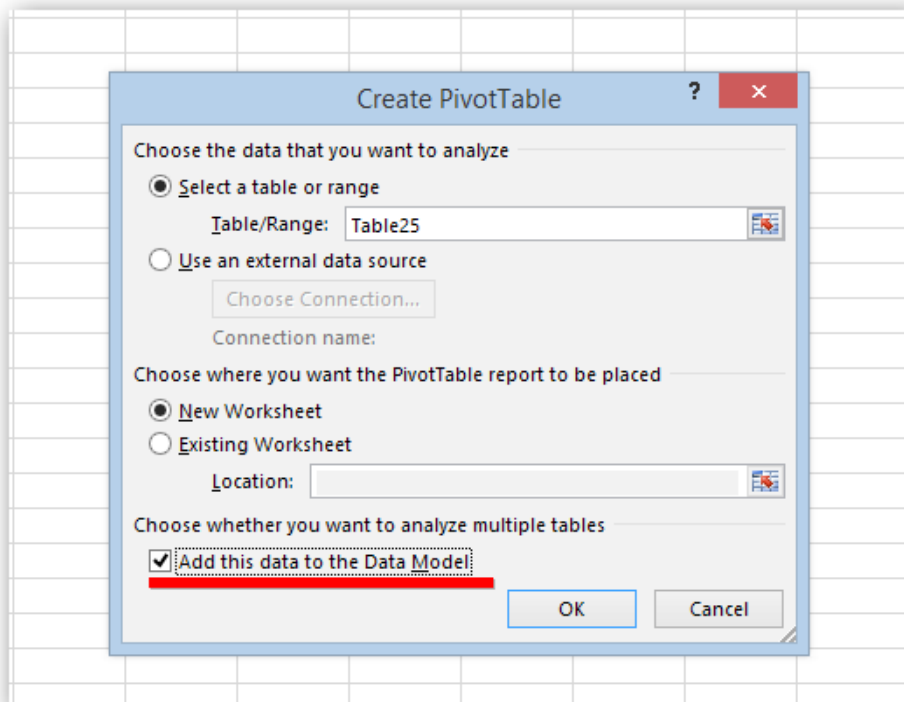 Create PivotTable
?
Choose the data that you want to analyze
Select a table or range
Table/Range: Table25
Use an external data source
Choose Connection...
Connection name:
Choose where you want the PivotTable report to be placed
New Worksheet
Existing Worksheet
Location:
Choose whether you want to analyze multiple tables
Add this data to the Data Model
OK Cancel